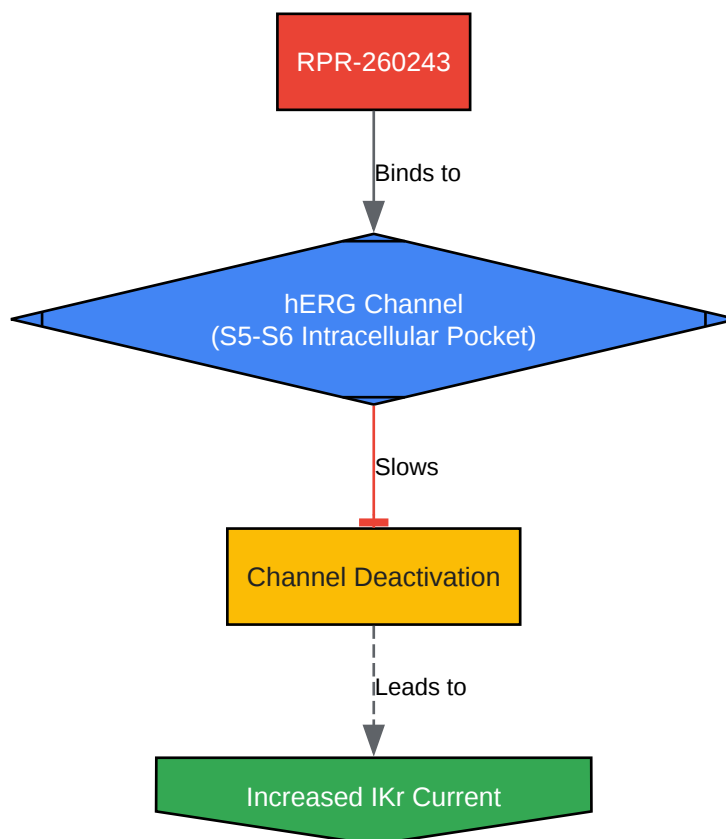 RPR-260243
Binds to
hERG Channel
(S5-S6 Intracellular Pocket)
Slows
Channel Deactivation
Leads to
Increased IKr Current